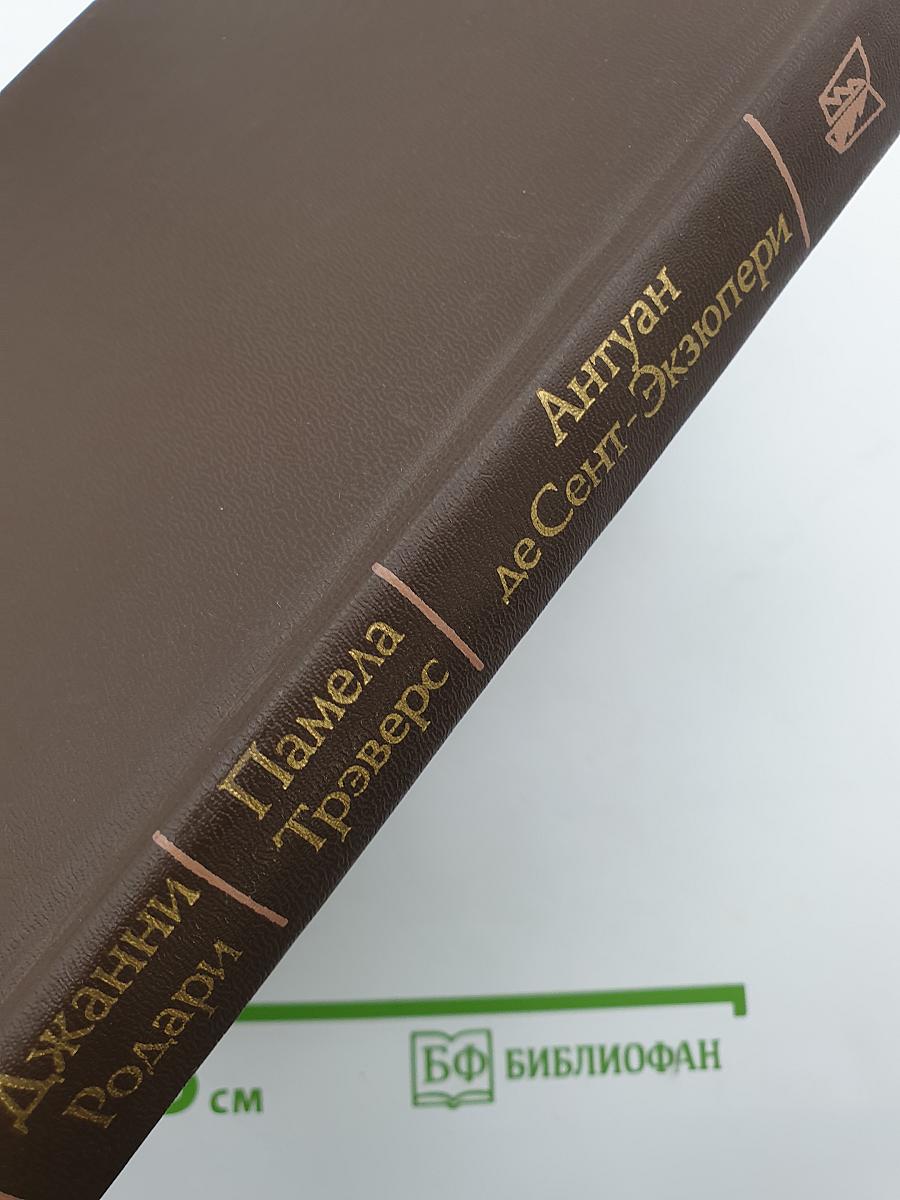 Джанни
Родари
Памела
Трэверс
Антуан
де Сент-Экзюпери
см
БФ БИБЛИОФАН